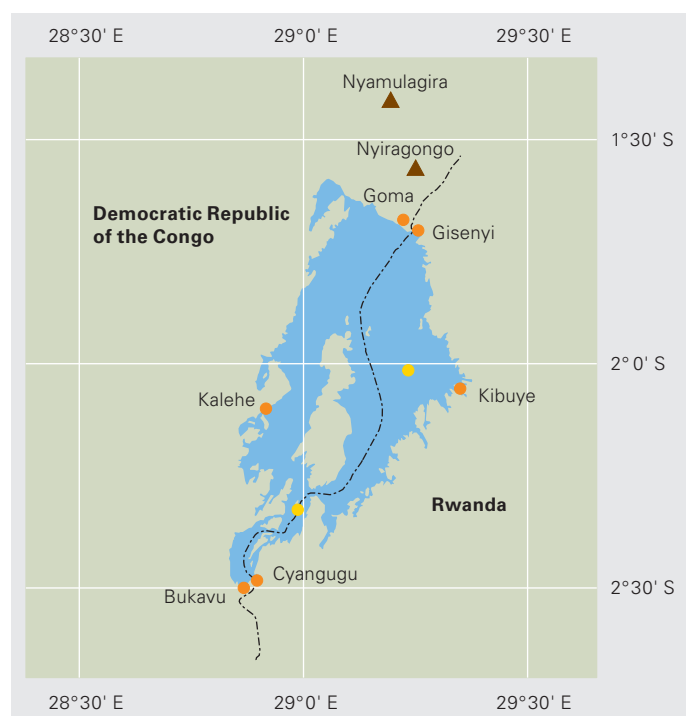 28°30' E
29°0' E
29°30' E
Nyamulagira
1°30' S
Nyiragongo
Goma
Democratic Republic
of the Congo
Gisenyi
2°0' S
Kalehe
Kibuye
Rwanda
Cyangugu
Bukavu
2°30' S
28°30' E
29°0' E
29°30' E